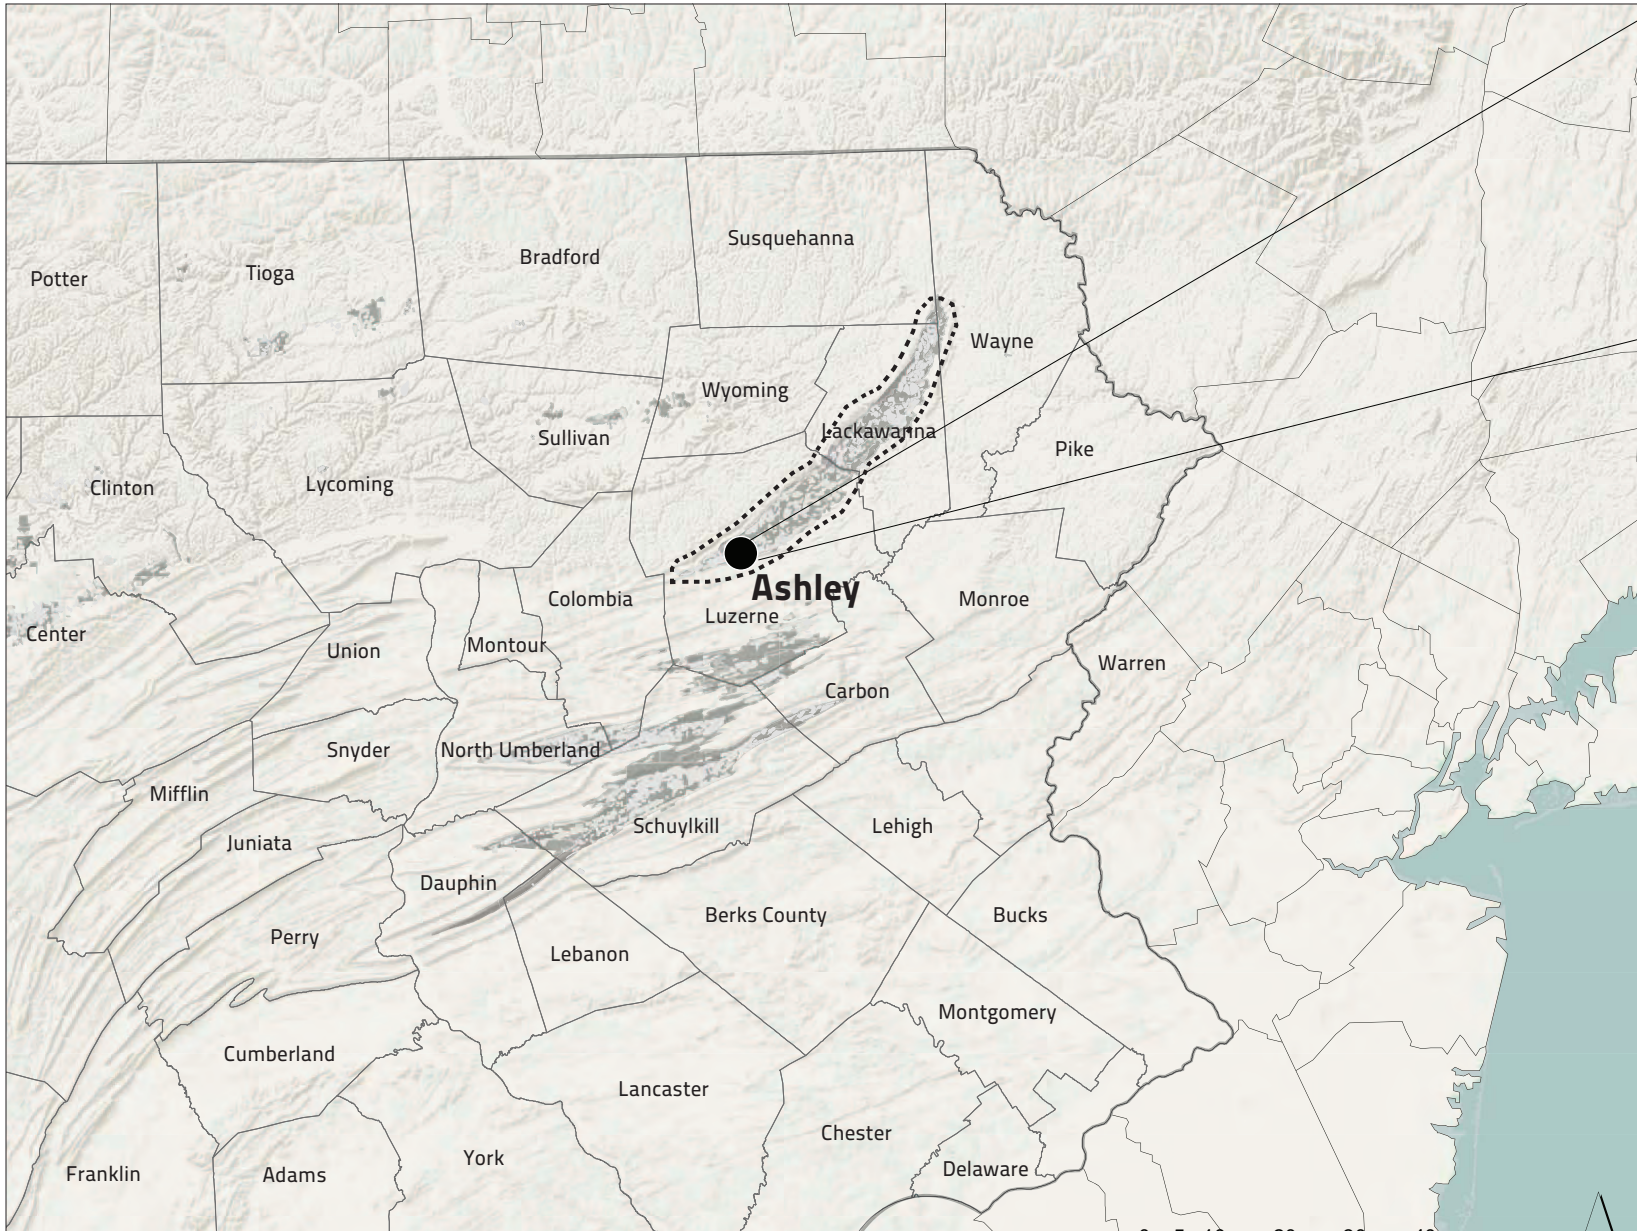 Susquehanna
Bradford
Tioga
Potter
Wayne
Wyoming
Lackawanna
Sullivan
Pike
Lycoming
Clinton
Ashley
Colombia
Monroe
Luzerne
Center
Montour
Union
Warren
Carbon
Snyder
North Umberland
Mifflin
Schuylkill
Lehigh
Juniata
Dauphin
Berks County
Bucks
Perry
Lebanon
Montgomery
Cumberland
Lancaster
Chester
York
Delaware
Franklin
Adams